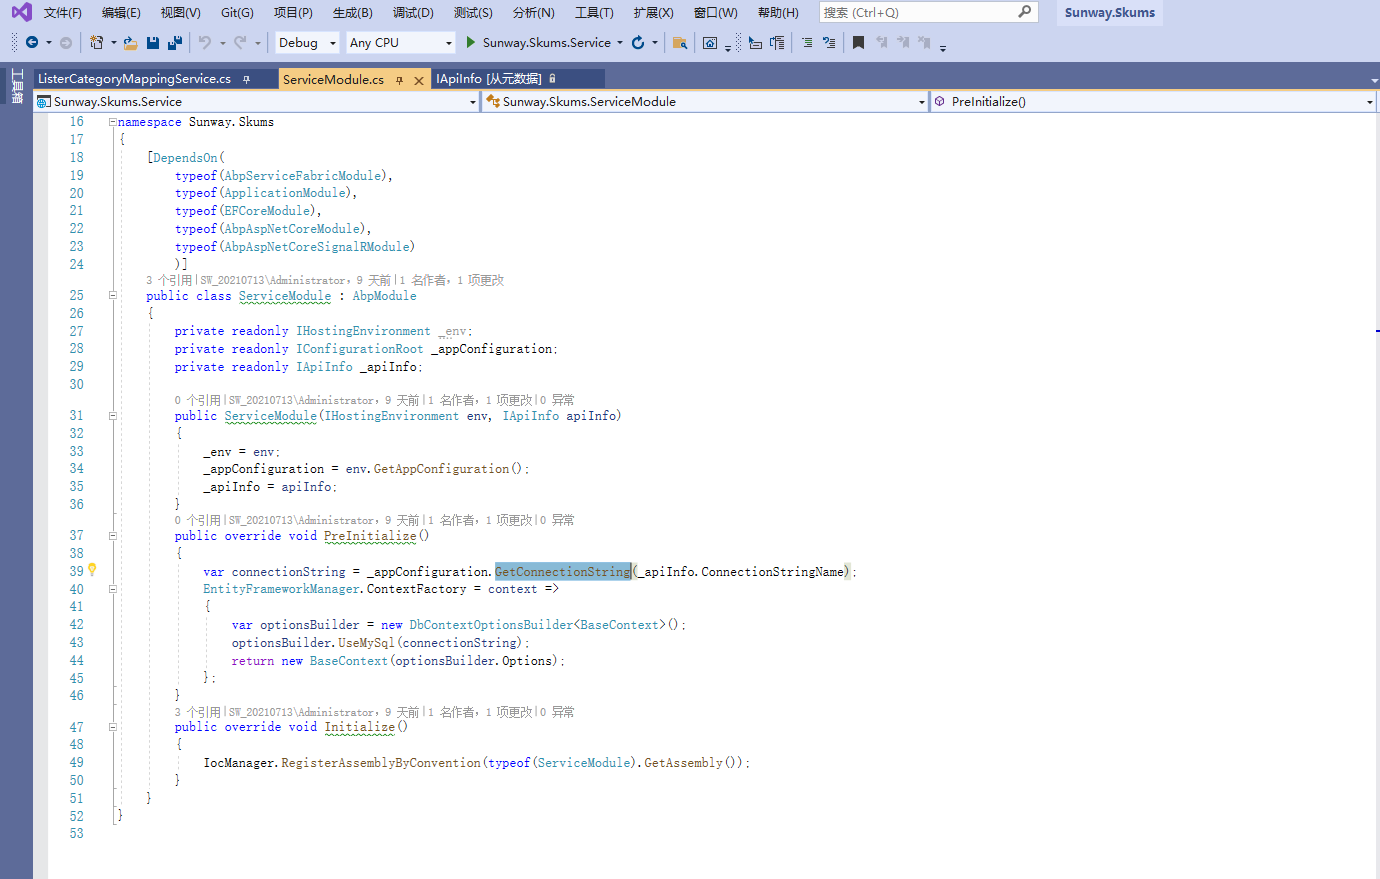 文件(F) 编辑(E) 视图(V) Git(G) 项目(P) 生成(B) 调试(D) 测试(S) 分析(N) 工具(T) 扩展(X) 窗口(W) 帮助(H) 搜索 (Ctrl+Q) Sunway.Skums
Debug Any CPU Sunway.Skums.Service
工具箱
ListerCategoryMappingService.cs ServiceModule.cs IApiInfo [从元数据]
Sunway.Skums.Service Sunway.Skums.ServiceModule PreInitialize()
16 namespace Sunway.Skums
17 {
18 [DependsOn(
19 typeof(AbpServiceFabricModule),
20 typeof(ApplicationModule),
21 typeof(EFCoreModule),
22 typeof(AbpAspNetCoreModule),
23 typeof(AbpAspNetCoreSignalRModule)
24 )]
3 个引用|SW_20210713\Administrator，9 天前|1 名作者，1 项更改
25 public class ServiceModule : AbpModule
26 {
27 private readonly IHostingEnvironment _env;
28 private readonly IConfigurationRoot _appConfiguration;
29 private readonly IApiInfo _apiInfo;
30
0 个引用|SW_20210713\Administrator，9 天前|1 名作者，1 项更改|0 异常
31 public ServiceModule(IHostingEnvironment env, IApiInfo apiInfo)
32 {
33 _env = env;
34 _appConfiguration = env.GetAppConfiguration();
35 _apiInfo = apiInfo;
36 }
0 个引用|SW_20210713\Administrator，9 天前|1 名作者，1 项更改|0 异常
37 public override void PreInitialize()
38 {
39 var connectionString = _appConfiguration.GetConnectionString(_apiInfo.ConnectionStringName);
40 EntityFrameworkManager.ContextFactory = context =>
41 {
42 var optionsBuilder = new DbContextOptionsBuilder<BaseContext>();
43 optionsBuilder.UseMySql(connectionString);
44 return new BaseContext(optionsBuilder.Options);
45 };
46 }
3 个引用|SW_20210713\Administrator，9 天前|1 名作者，1 项更改|0 异常
47 public override void Initialize()
48 {
49 IocManager.RegisterAssemblyByConvention(typeof(ServiceModule).GetAssembly());
50 }
51 }
52 }
53